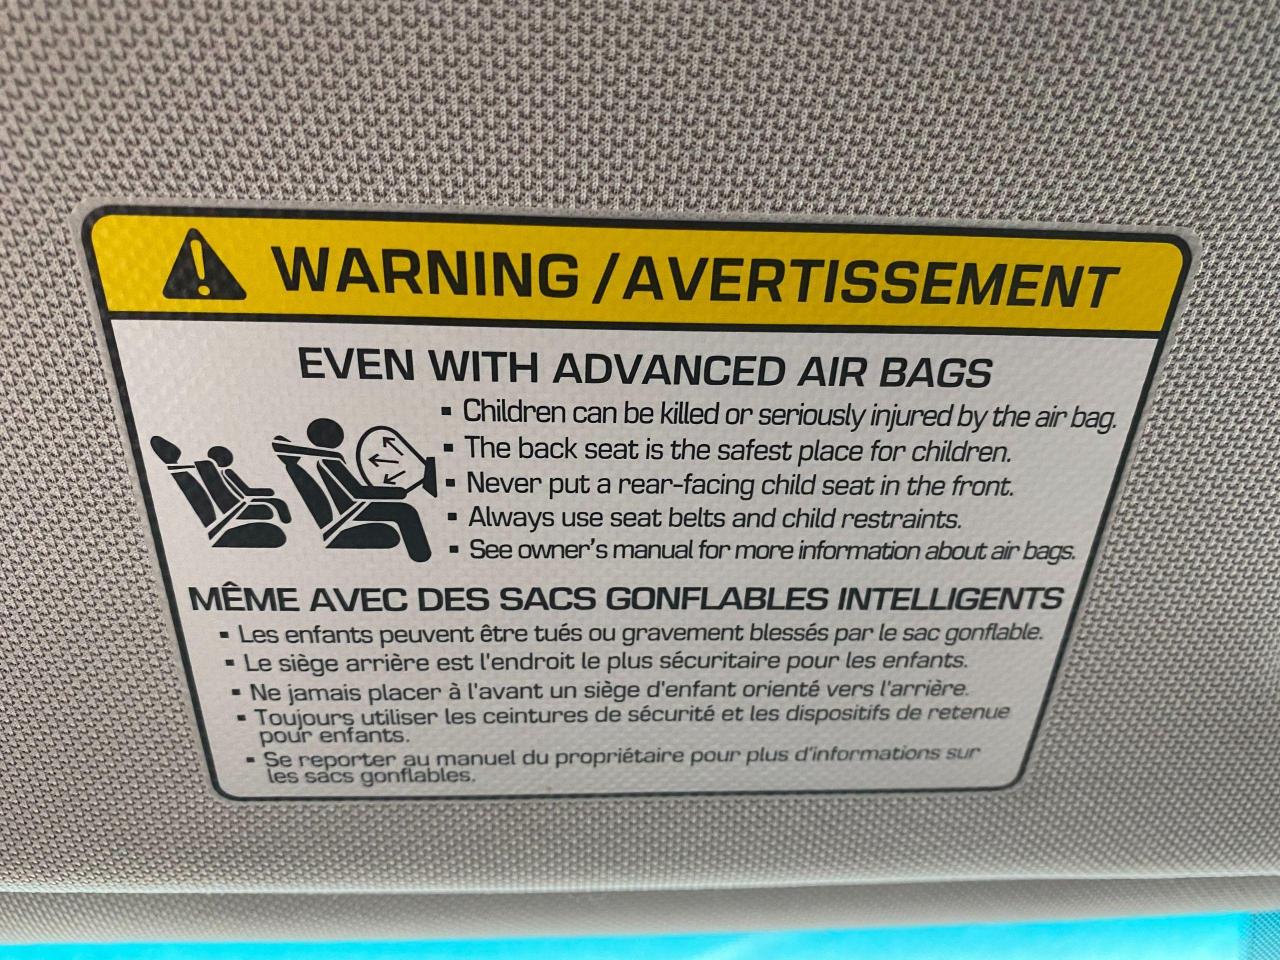 WARNING / AVERTISSEMENT
EVEN WITH ADVANCED AIR BAGS
▪ Children can be killed or seriously injured by the air bag.
▪ The back seat is the safest place for children.
▪ Never put a rear-facing child seat in the front.
▪ Always use seat belts and child restraints.
▪ See owner's manual for more information about air bags.
MÊME AVEC DES SACS GONFLABLES INTELLIGENTS
▪ Les enfants peuvent être tués ou gravement blessés par le sac gonflable.
▪ Le siège arrière est l'endroit le plus sécuritaire pour les enfants.
▪ Ne jamais placer à l'avant un siège d'enfant orienté vers l'arrière.
▪ Toujours utiliser les ceintures de sécurité et les dispositifs de retenue
pour enfants.
▪ Se reporter au manuel du propriétaire pour plus d'informations sur
les sacs gonflables.